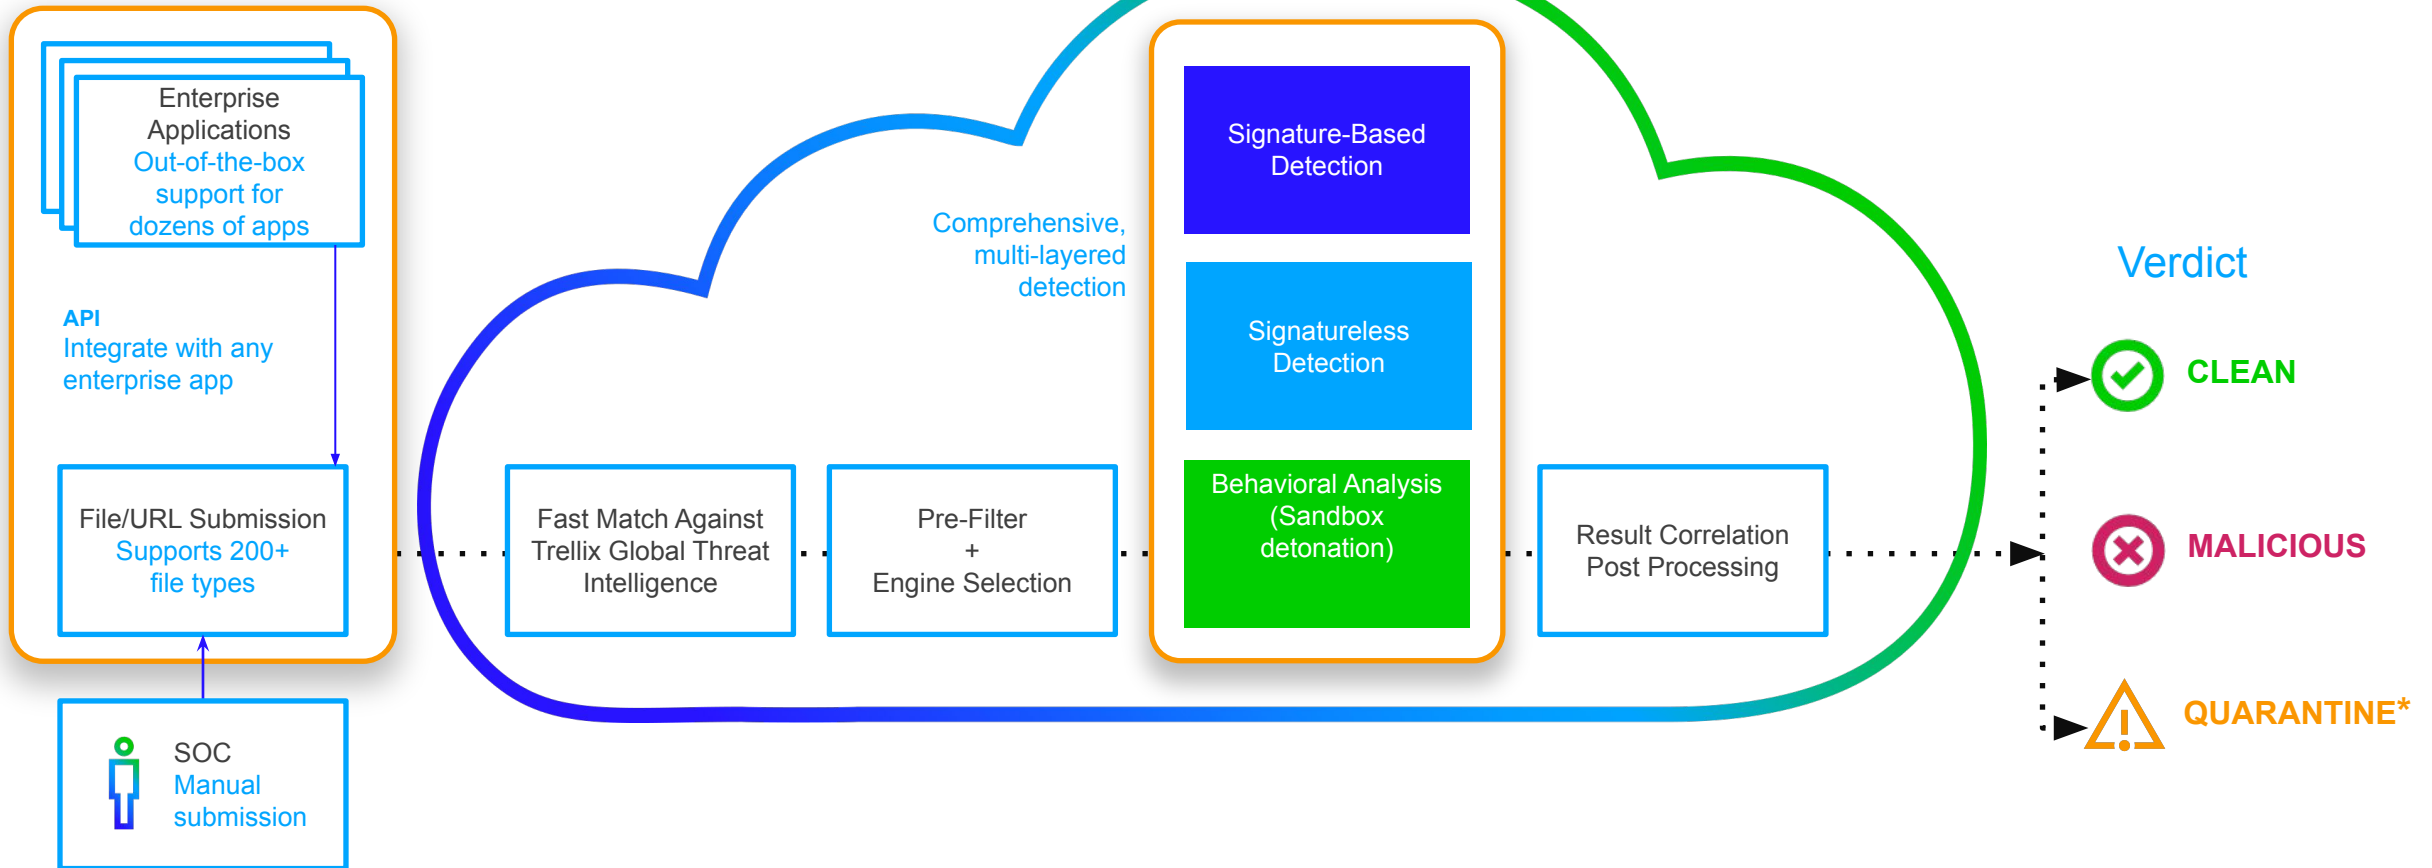 Enterprise
Applications
Out-of-the-box
support for
dozens of apps
API
Integrate with any
enterprise app
File/URL Submission
Supports 200+
file types
SOC
Manual
submission
Fast Match Against
Trellix Global Threat
Intelligence
Pre-Filter
+
Engine Selection
Comprehensive,
multi-layered
detection
Signature-Based
Detection
Signatureless
Detection
Behavioral Analysis
(Sandbox
detonation)
Result Correlation
Post Processing
Verdict
CLEAN
MALICIOUS
QUARANTINE*